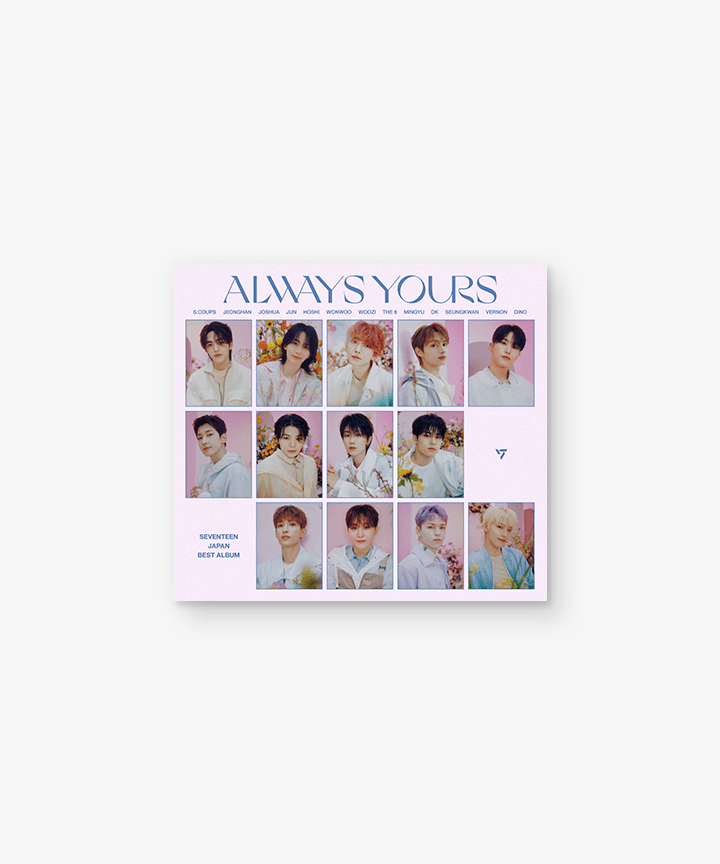 ALWAYS YOURS
S.COUPS JEONGHAN JOSHUA JUN HOSHI WONWOO WOOZI THE 8 MINGYU DK SEUNGKWAN VERNON DINO
SEVENTEEN
JAPAN
BEST ALBUM